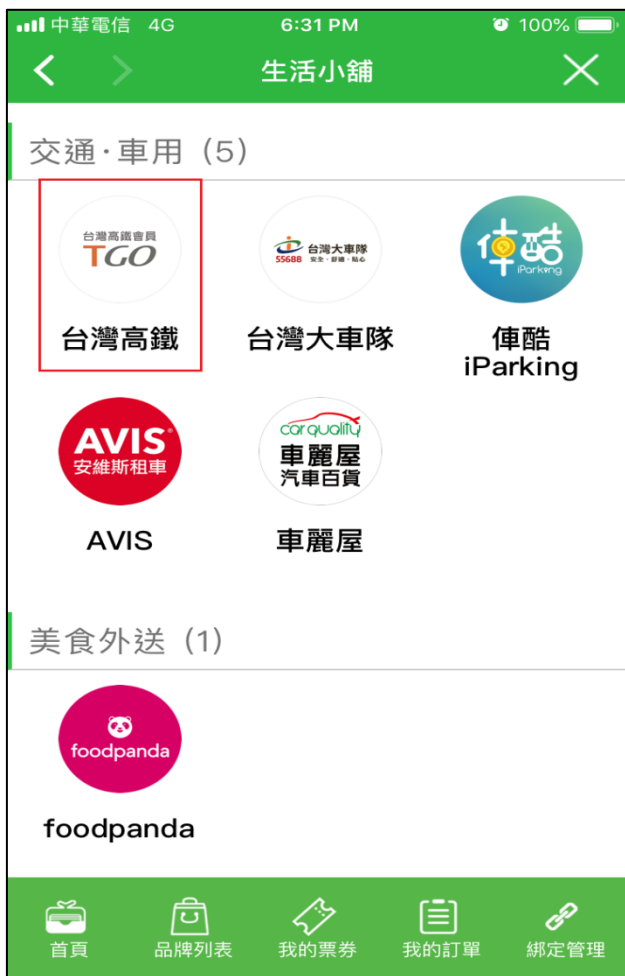 中華電信 4G 6:31 PM 100%
生活小舖
交通·車用 (5)
台灣高鐵會員
TGO
台灣高鐵
55688
台灣大車隊
安全·舒適·貼心
台灣大車隊
俥酷
iParking
俥酷
iParking
AVIS
安維斯租車
AVIS
car quality
車麗屋
汽車百貨
車麗屋
美食外送 (1)
foodpanda
foodpanda
首頁
品牌列表
我的票券
我的訂單
綁定管理